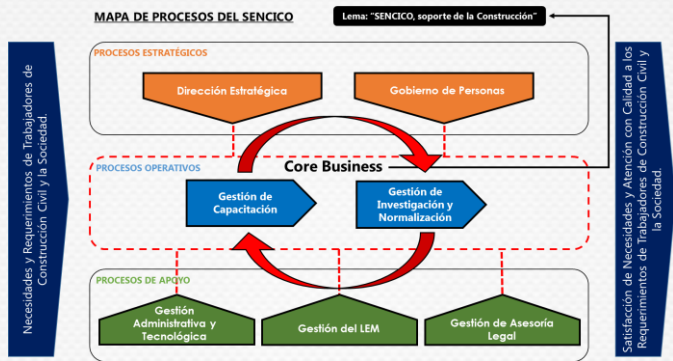 MAPA DE PROCESOS DEL SENCICO
Lema: "SENCICO, soporte de la Construcción"
Necesidades y Requerimientos de Trabajadores de
Construcción Civil y la Sociedad.
PROCESOS ESTRATÉGICOS
Dirección Estratégica
Gobierno de Personas
PROCESOS OPERATIVOS
Core Business
Gestión de
Capacitación
Gestión de
Investigación y
Normalización
PROCESOS DE APOYO
Gestión
Administrativa y
Tecnológica
Gestión del LEM
Gestión de Asesoría
Legal
Satisfacción de Necesidades y Atención con Calidad a los
Requerimientos de Trabajadores de Construcción Civil y
la Sociedad.